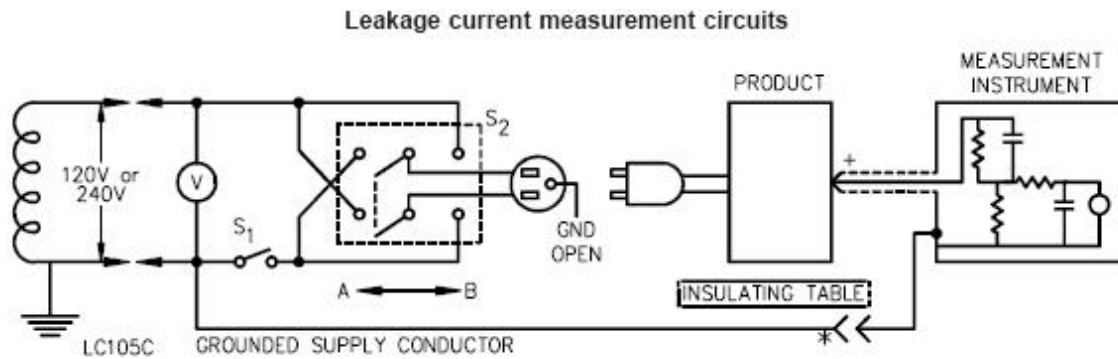 Leakage current measurement circuits
MEASUREMENT
INSTRUMENT
PRODUCT
S2
120V or
240V
V
+
S1
GND
OPEN
A
B
INSULATING TABLE
*
LC105C
GROUNDED SUPPLY CONDUCTOR